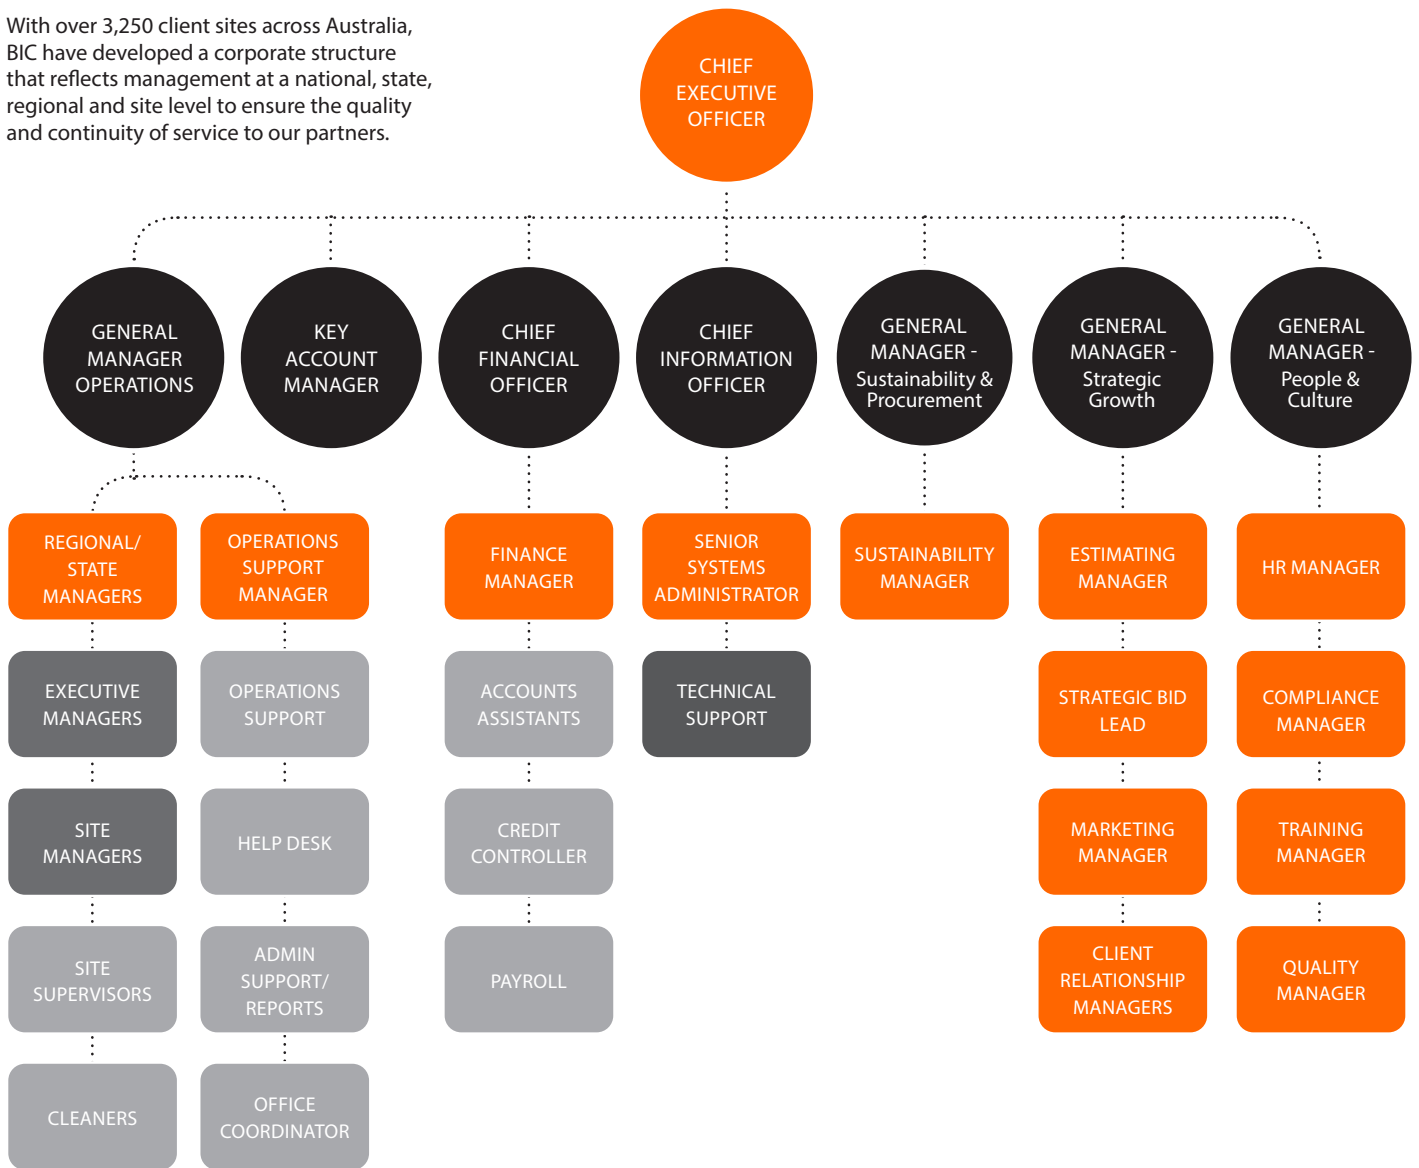 With over 3,250 client sites across Australia,
BIC have developed a corporate structure
that reflects management at a national, state,
regional and site level to ensure the quality
and continuity of service to our partners.
CHIEF
EXECUTIVE
OFFICER
GENERAL
MANAGER
OPERATIONS
KEY
ACCOUNT
MANAGER
CHIEF
FINANCIAL
OFFICER
CHIEF
INFORMATION
OFFICER
GENERAL
MANAGER -
Sustainability &
Procurement
GENERAL
MANAGER -
Strategic
Growth
GENERAL
MANAGER -
People &
Culture
REGIONAL/
STATE
MANAGERS
OPERATIONS
SUPPORT
MANAGER
FINANCE
MANAGER
SENIOR
SYSTEMS
ADMINISTRATOR
SUSTAINABILITY
MANAGER
ESTIMATING
MANAGER
HR MANAGER
EXECUTIVE
MANAGERS
OPERATIONS
SUPPORT
ACCOUNTS
ASSISTANTS
TECHNICAL
SUPPORT
STRATEGIC BID
LEAD
COMPLIANCE
MANAGER
SITE
MANAGERS
HELP DESK
CREDIT
CONTROLLER
MARKETING
MANAGER
TRAINING
MANAGER
SITE
SUPERVISORS
ADMIN
SUPPORT/
REPORTS
PAYROLL
CLIENT
RELATIONSHIP
MANAGERS
QUALITY
MANAGER
CLEANERS
OFFICE
COORDINATOR